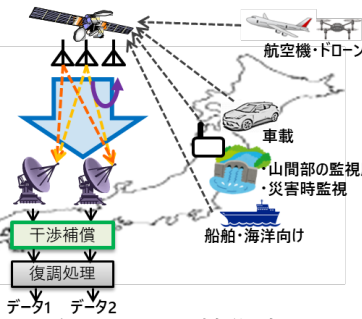 航空機・ドローン
車載
・山間部の監視
・災害時監視
船舶・海洋向け
干渉補償
復調処理
データ1 データ2